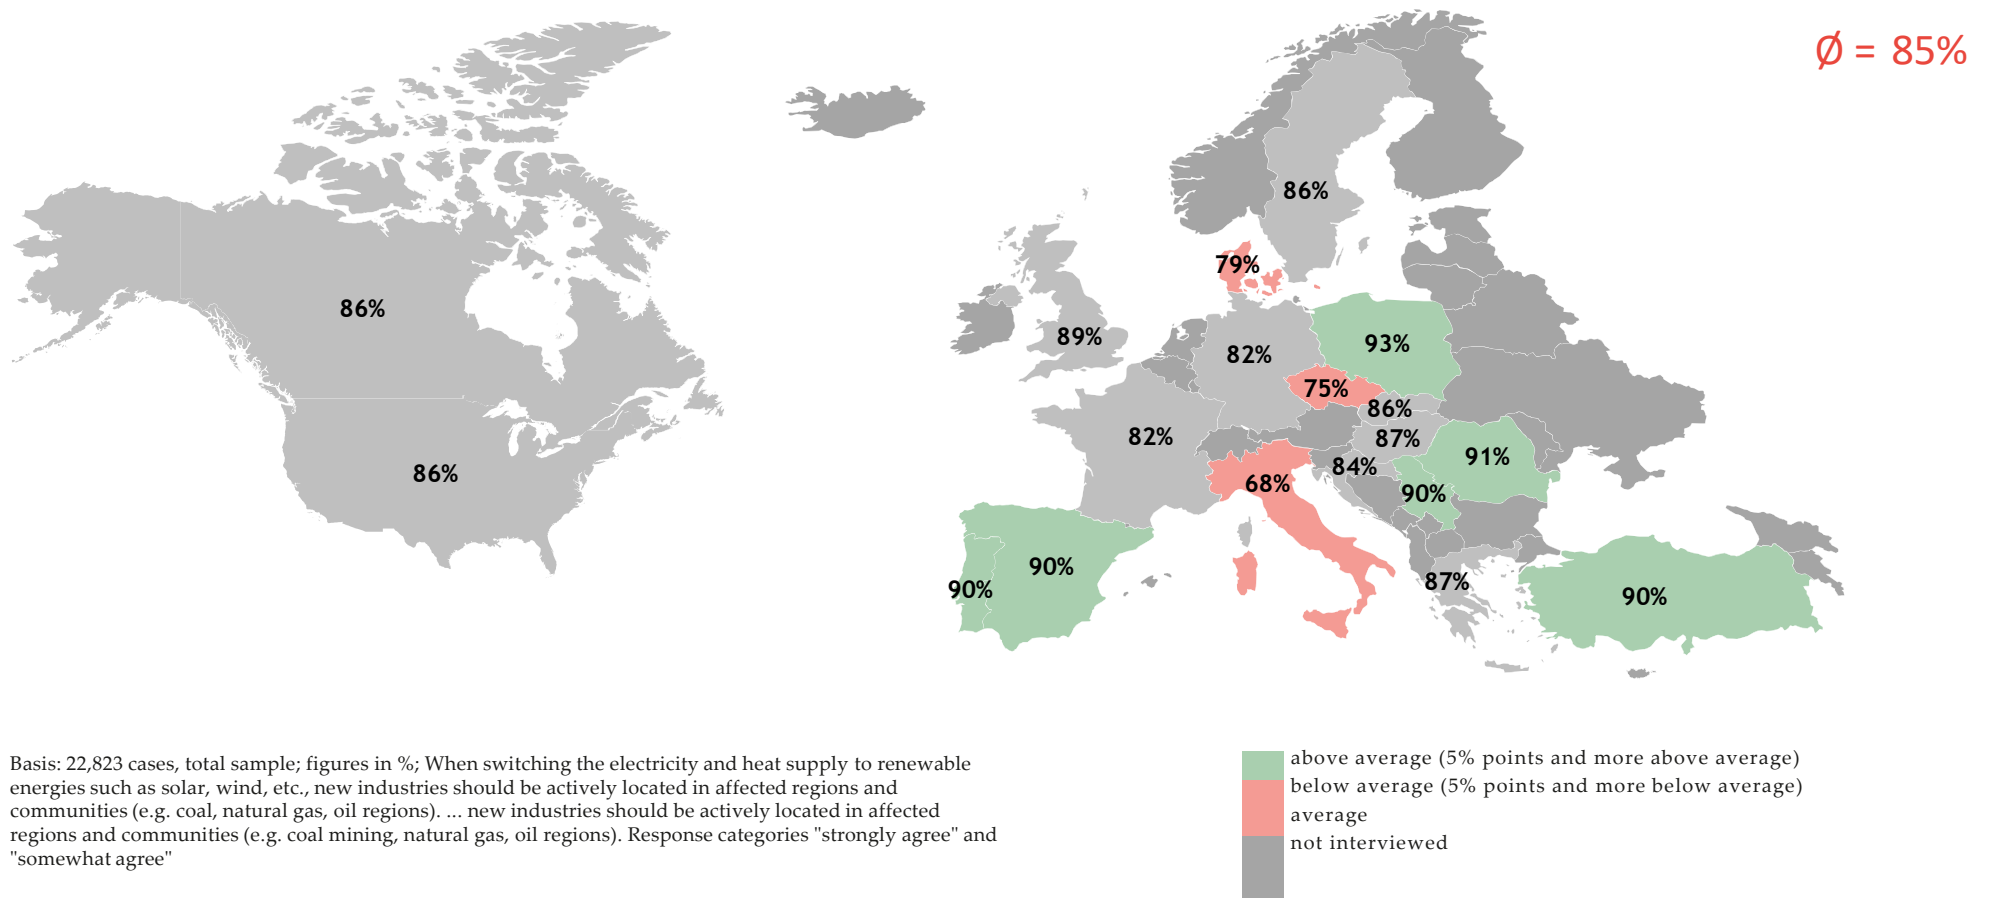 Ø = 85%
86%
79%
86%
89%
93%
82%
75%
86%
82%
87%
91%
84%
86%
68%
90%
90%
90%
87%
90%
Basis: 22,823 cases, total sample; figures in %; When switching the electricity and heat supply to renewable
energies such as solar, wind, etc., new industries should be actively located in affected regions and
communities (e.g. coal, natural gas, oil regions). ... new industries should be actively located in affected
regions and communities (e.g. coal mining, natural gas, oil regions). Response categories "strongly agree" and
"somewhat agree"
above average (5% points and more above average)
below average (5% points and more below average)
average
not interviewed